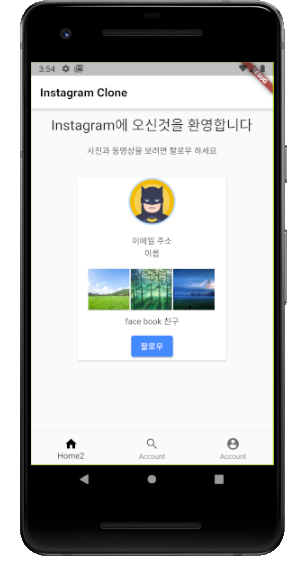 3:54
DEBUG
Instagram Clone
Instagram에 오신것을 환영합니다
사진과 동영상을 보려면 팔로우 하세요
이메일 주소
이름
face book 친구
팔로우
Home2
Account
Account